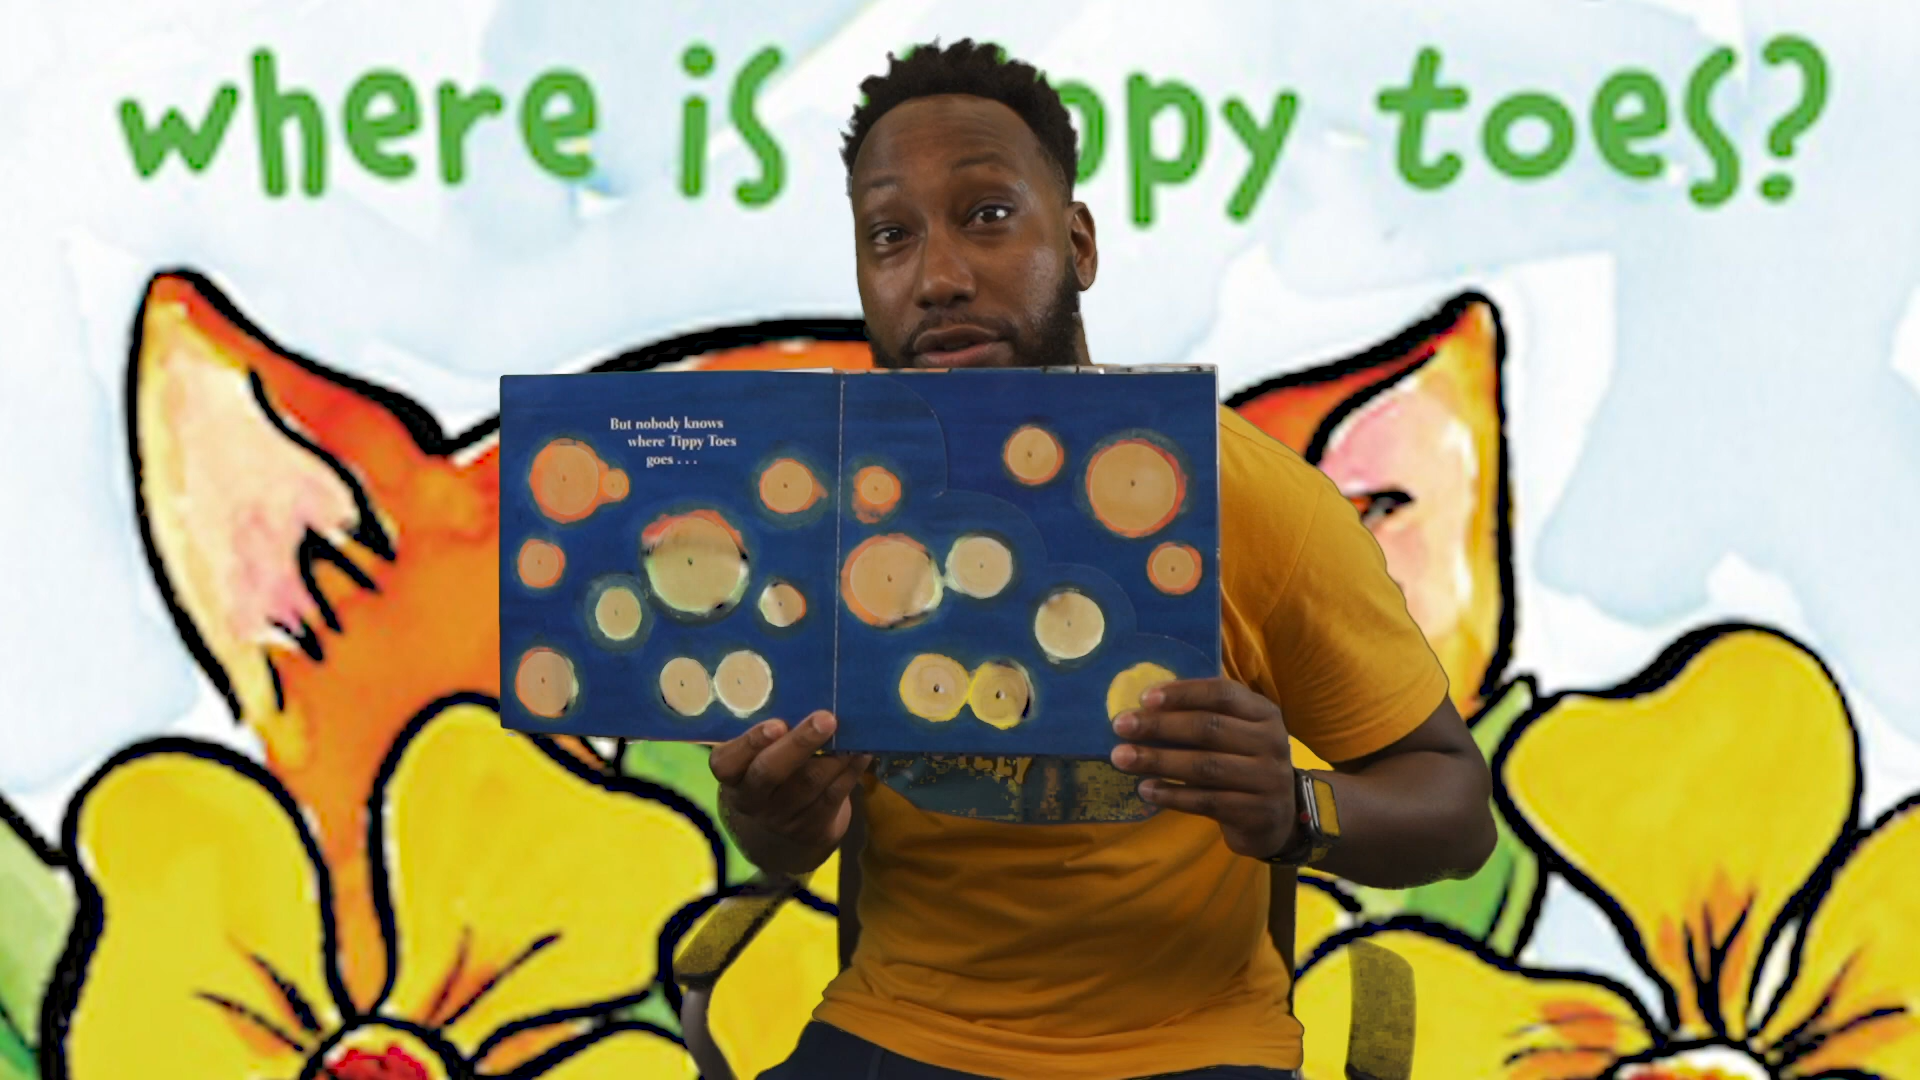 where is ppy toes?
But nobody knows
where Tippy Toes
goes . . .